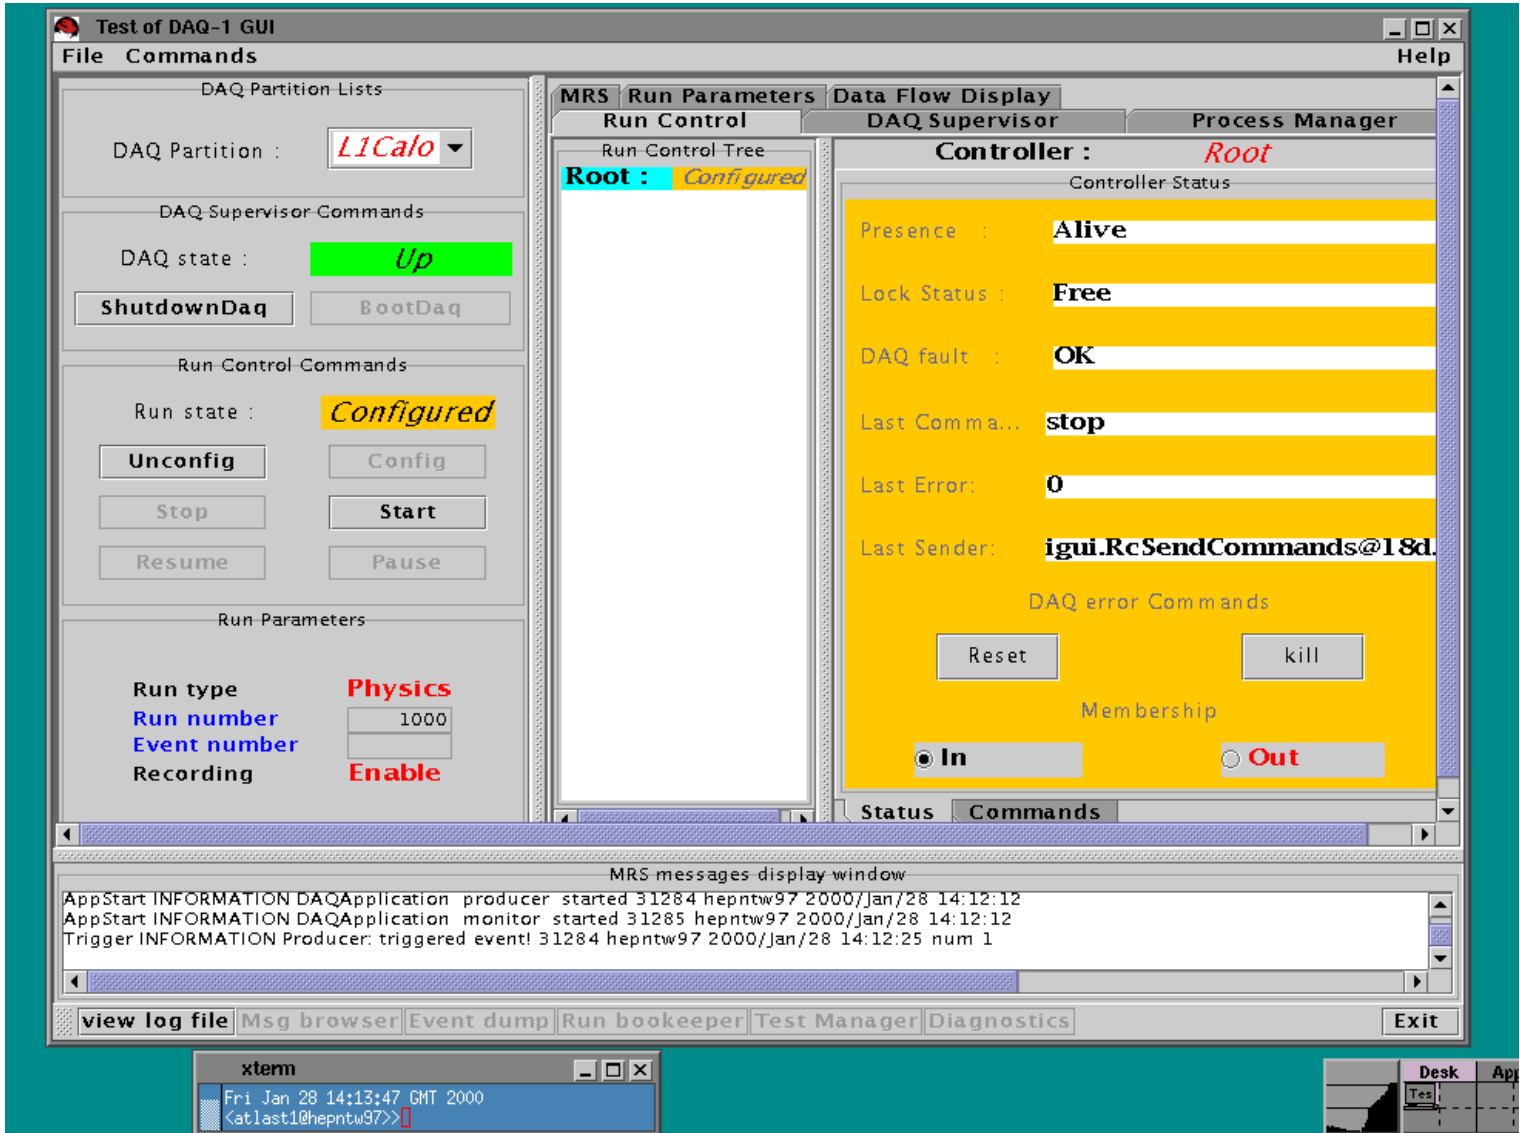 Test of DAQ-1 GUI
File Commands Help
DAQ Partition Lists
DAQ Partition : L1Calo
DAQ Supervisor Commands
DAQ state : Up
ShutdownDaq BootDaq
Run Control Commands
Run state : Configured
Unconfig Config
Stop Start
Resume Pause
Run Parameters
Run type Physics
Run number 1000
Event number
Recording Enable
MRS Run Parameters Data Flow Display
Run Control DAQ Supervisor Process Manager
Run Control Tree
Root : Configured
Controller : Root
Controller Status
Presence : Alive
Lock Status : Free
DAQ fault : OK
Last Comma... stop
Last Error: 0
Last Sender: igui.RcSendCommands@18d.
DAQ error Commands
Reset kill
Membership
In Out
Status Commands
MRS messages display window
AppStart INFORMATION DAQApplication producer started 31284 hepntw97 2000/Jan/28 14:12:12
AppStart INFORMATION DAQApplication monitor started 31285 hepntw97 2000/Jan/28 14:12:12
Trigger INFORMATION Producer: triggered event! 31284 hepntw97 2000/Jan/28 14:12:25 num 1
view log file Msg browser Event dump Run bookeeper Test Manager Diagnostics Exit
xterm
Fri Jan 28 14:13:47 GMT 2000
<atlast1@hepntw97>>
Desk App
Tes